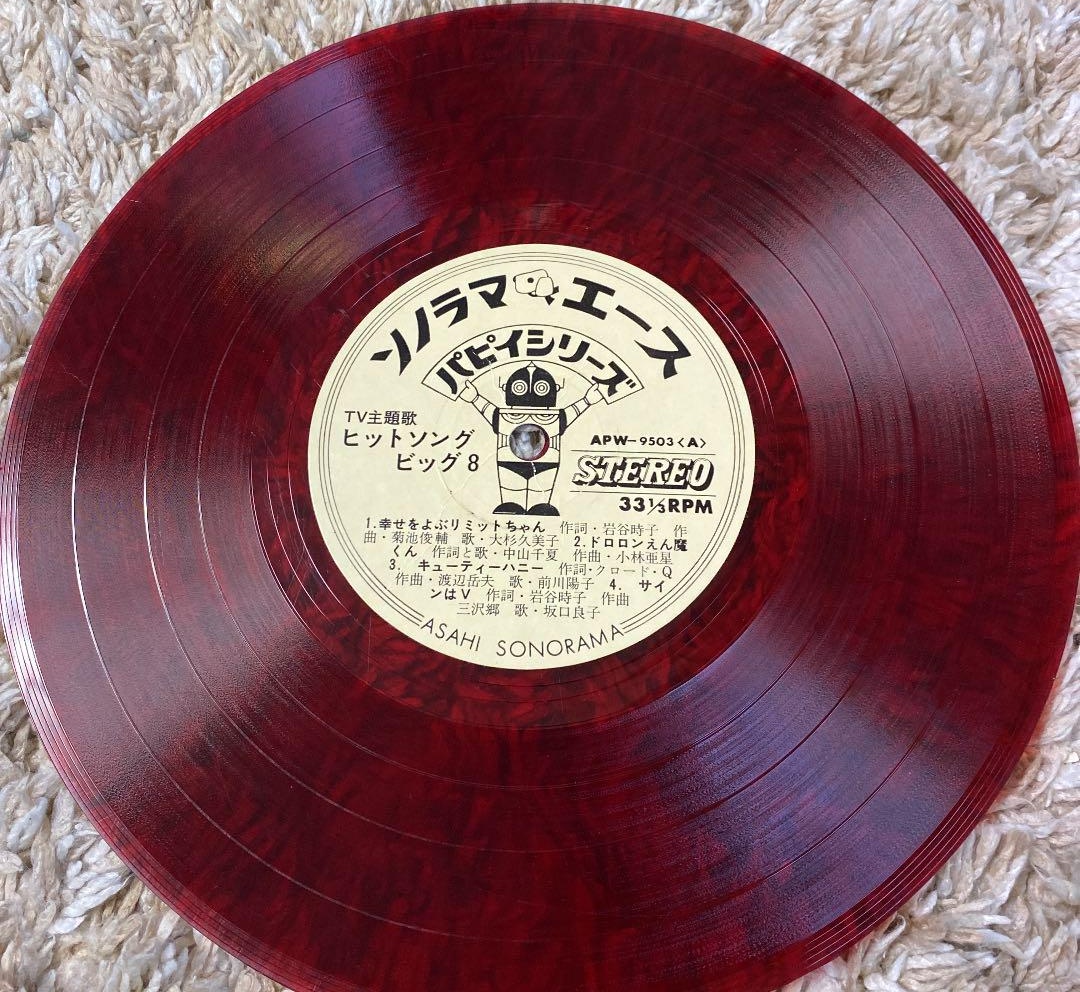 ソノラマエース
パピイシリーズ
TV主題歌
ヒットソング
ビッグ8
APW-9503〈A〉
STEREO
33⅓RPM
1.幸せをよぶリミットちゃん 作詞・岩谷時子 作
曲・菊池俊輔 歌・大杉久美子 2.ドロロンえん魔
くん 作詞と歌・中山千夏 作曲・小林亜星
3. キューティーハニー 作詞・クロード・Q
作曲・渡辺岳夫 歌・前川陽子 4. サイ
ンはV 作詞・岩谷時子 作曲
三沢郷 歌・坂口良子
ASAHI SONORAMA